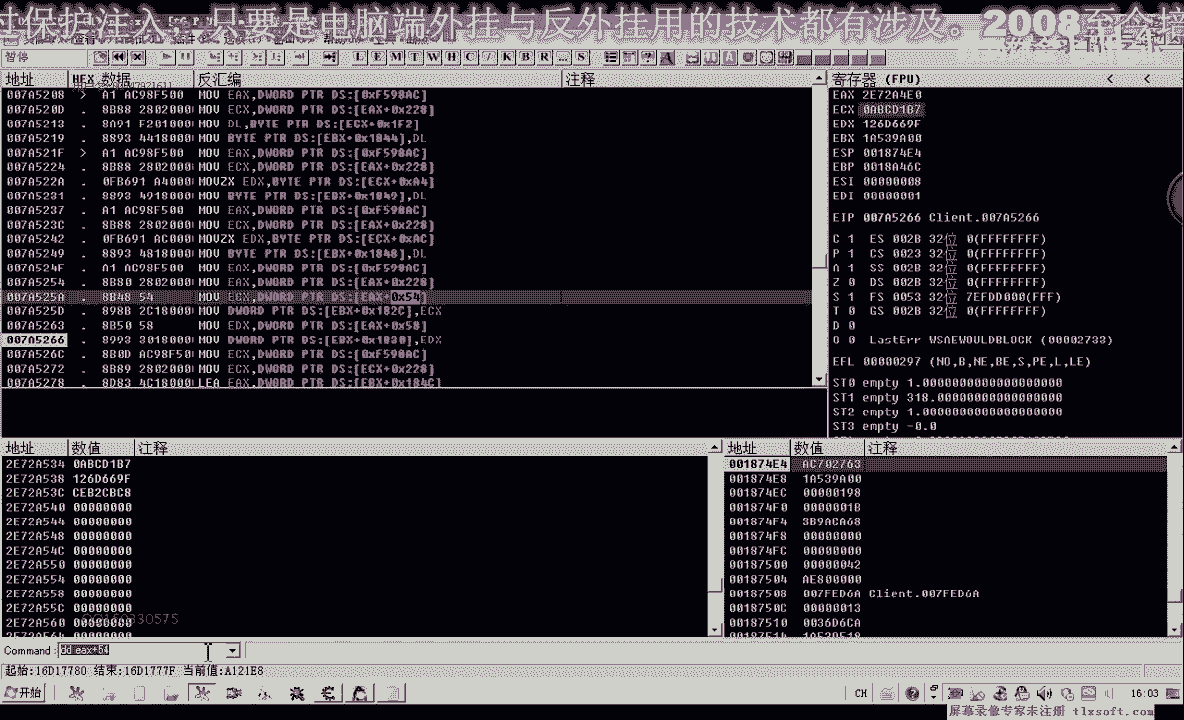 过保护注入，只要是电脑端外挂与反外挂用的技术都有涉及。2008至今接
暂停
L E M T W H C / K B R ... S
地址 HEX 数据 反汇编 注释 寄存器 (FPU) < <
007A5208 > A1 AC98F500 MOV EAX,DWORD PTR DS:[0xF598AC]
007A520D . 8B88 2802000 MOV ECX,DWORD PTR DS:[EAX+0x228]
007A5213 . 8A91 F201000 MOV DL,BYTE PTR DS:[ECX+0x1F2]
007A5219 . 8893 4418000 MOV BYTE PTR DS:[EBX+0x1844],DL
007A521F > A1 AC98F500 MOV EAX,DWORD PTR DS:[0xF598AC]
007A5224 . 8B88 2802000 MOV ECX,DWORD PTR DS:[EAX+0x228]
007A522A . 0FB691 A4000 MOVZX EDX,BYTE PTR DS:[ECX+0xA4]
007A5231 . 8893 4918000 MOV BYTE PTR DS:[EBX+0x1849],DL
007A5237 . A1 AC98F500 MOV EAX,DWORD PTR DS:[0xF598AC]
007A523C . 8B88 2802000 MOV ECX,DWORD PTR DS:[EAX+0x228]
007A5242 . 0FB691 AC000 MOVZX EDX,BYTE PTR DS:[ECX+0xAC]
007A5249 . 8893 4818000 MOV BYTE PTR DS:[EBX+0x1848],DL
007A524F . A1 AC98F500 MOV EAX,DWORD PTR DS:[0xF598AC]
007A5254 . 8B80 2802000 MOV EAX,DWORD PTR DS:[EAX+0x228]
007A525A . 8B48 54 MOV ECX,DWORD PTR DS:[EAX+0x54]
007A525D . 898B 2C18000 MOV DWORD PTR DS:[EBX+0x182C],ECX
007A5263 . 8B50 58 MOV EDX,DWORD PTR DS:[EAX+0x58]
007A5266 . 8993 3018000 MOV DWORD PTR DS:[EBX+0x1830],EDX
007A526C . 8B0D AC98F50 MOV ECX,DWORD PTR DS:[0xF598AC]
007A5272 . 8B89 2802000 MOV ECX,DWORD PTR DS:[ECX+0x228]
007A5278 . 8D83 4C18000 LEA EAX,DWORD PTR DS:[EBX+0x184C]
EAX 2E72A4E0
ECX 0ABCD1B7
EDX 126D669F
EBX 1A539A00
ESP 001874E4
EBP 0018A46C
ESI 00000008
EDI 00000001
EIP 007A5266 Client.007A5266
C 1 ES 002B 32位 0(FFFFFFFF)
P 1 CS 0023 32位 0(FFFFFFFF)
A 1 SS 002B 32位 0(FFFFFFFF)
Z 0 DS 002B 32位 0(FFFFFFFF)
S 1 FS 0053 32位 7EFDD000(FFF)
T 0 GS 002B 32位 0(FFFFFFFF)
D 0
O 0 LastErr WSAEWOULDBLOCK (00002733)
EFL 00000297 (NO,B,NE,BE,S,PE,L,LE)
ST0 empty 1.0000000000000000000
ST1 empty 318.00000000000000000
ST2 empty 1.0000000000000000000
ST3 empty -0.0
地址 数值 注释
2E72A534 0ABCD1B7
2E72A538 126D669F
2E72A53C CEB2CBC8
2E72A540 00000000
2E72A544 00000000
2E72A548 00000000
2E72A54C 00000000
2E72A550 00000000
2E72A554 00000000
2E72A558 00000000
2E72A55C 00000000
2E72A560 00000000
2E72A564 00000000
地址 数值 注释
001874E4 AC702763
001874E8 1A539A00
001874EC 00000198
001874F0 0000001B
001874F4 3B9ACA68
001874F8 00000000
001874FC 00000000
00187500 00000042
00187504 AE800000
00187508 007FED6A Client.007FED6A
0018750C 00000013
00187510 0036D6CA
Command : dd eax+54
起始:16D17780 结束:16D1777F 当前值:A121E8
开始 CH 16:03
屏幕录像专家未注册 tlxsoft.com